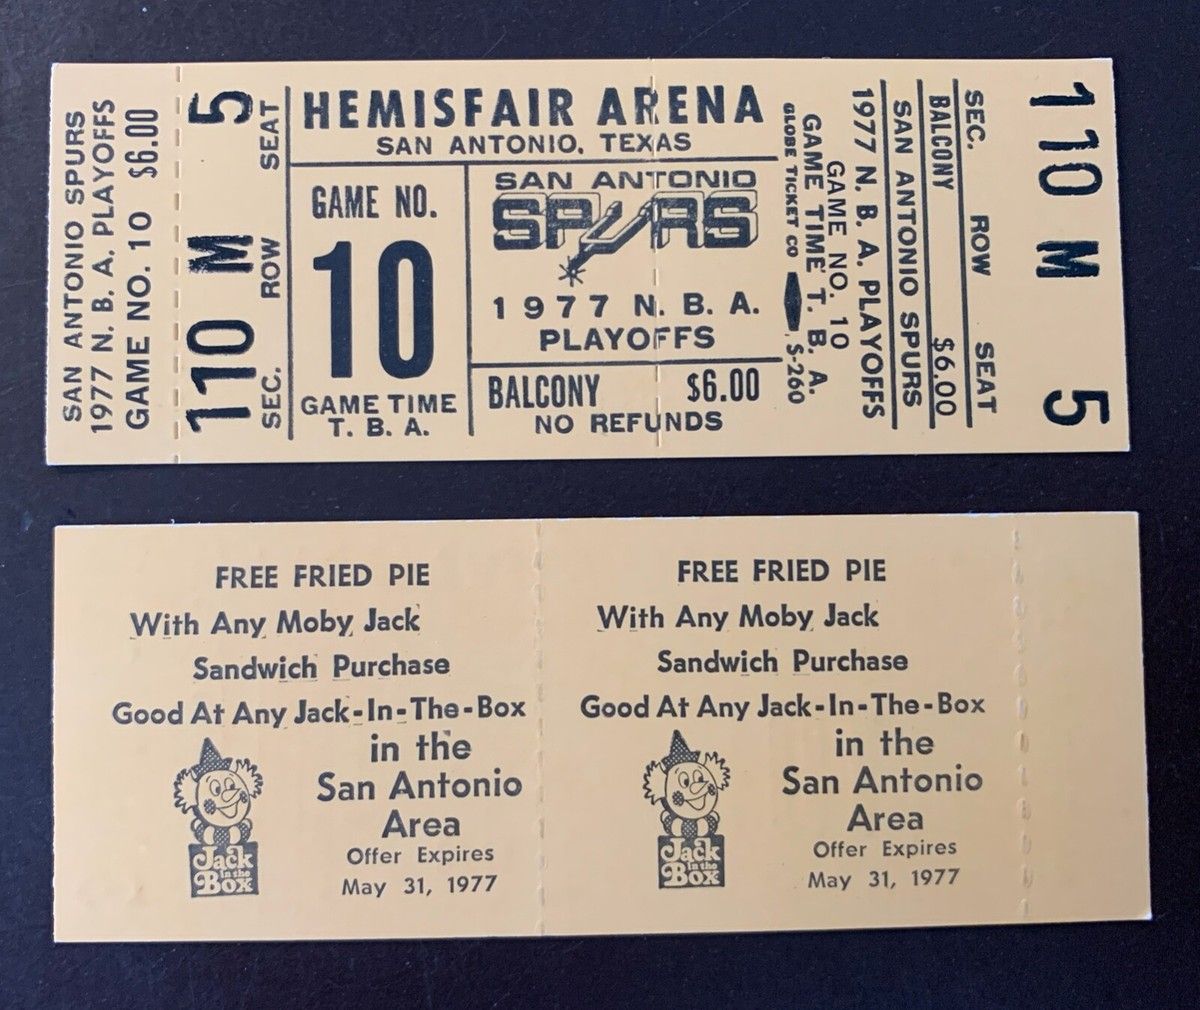 SAN ANTONIO SPURS
1977 N. B. A. PLAYOFFS
GAME NO. 10 $6.00
110 M 5
SEC. ROW SEAT
HEMISFAIR ARENA
SAN ANTONIO, TEXAS
GAME NO.
10
GAME TIME
T. B. A.
SAN ANTONIO
SPURS
1977 N. B. A.
PLAYOFFS
BALCONY $6.00
NO REFUNDS
GLOBE TICKET CO S-260
GAME TIME T. B. A.
GAME NO. 10
1977 N. B. A. PLAYOFFS
SAN ANTONIO SPURS
BALCONY $6.00
SEC. ROW SEAT
110 M 5
FREE FRIED PIE
With Any Moby Jack
Sandwich Purchase
Good At Any Jack-In-The-Box
in the
San Antonio
Area
Offer Expires
May 31, 1977
Jack
in the
Box
FREE FRIED PIE
With Any Moby Jack
Sandwich Purchase
Good At Any Jack-In-The-Box
in the
San Antonio
Area
Offer Expires
May 31, 1977
Jack
in the
Box